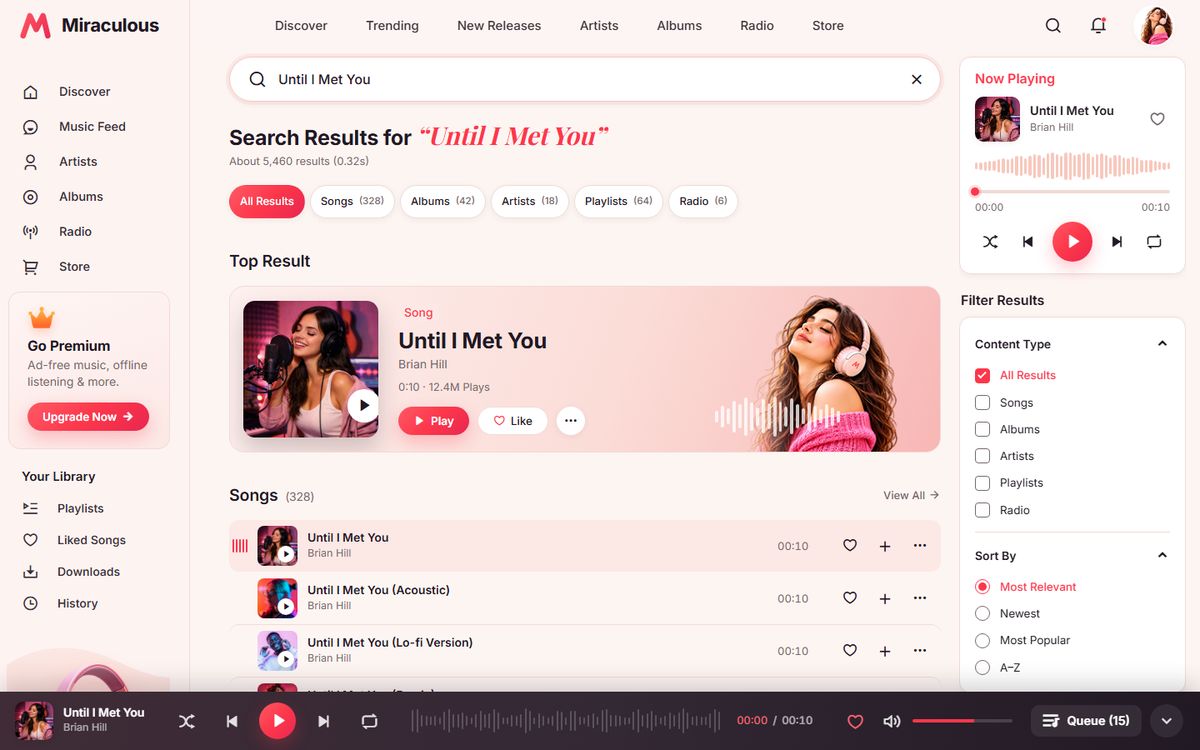 Miraculous
Discover
Trending
New Releases
Artists
Albums
Radio
Store
Discover
Music Feed
Artists
Albums
Radio
Store
Go Premium
Ad-free music, offline
listening & more.
Upgrade Now →
Your Library
Playlists
Liked Songs
Downloads
History
Until I Met You
Search Results for “Until I Met You”
About 5,460 results (0.32s)
All Results
Songs (328)
Albums (42)
Artists (18)
Playlists (64)
Radio (6)
Top Result
Song
Until I Met You
Brian Hill
0:10 · 12.4M Plays
Play
Like
Songs (328)
View All →
Until I Met You
Brian Hill
00:10
Until I Met You (Acoustic)
Brian Hill
00:10
Until I Met You (Lo-fi Version)
Brian Hill
00:10
Now Playing
Until I Met You
Brian Hill
00:00
00:10
Filter Results
Content Type
All Results
Songs
Albums
Artists
Playlists
Radio
Sort By
Most Relevant
Newest
Most Popular
A–Z
Until I Met You
Brian Hill
00:00 / 00:10
Queue (15)